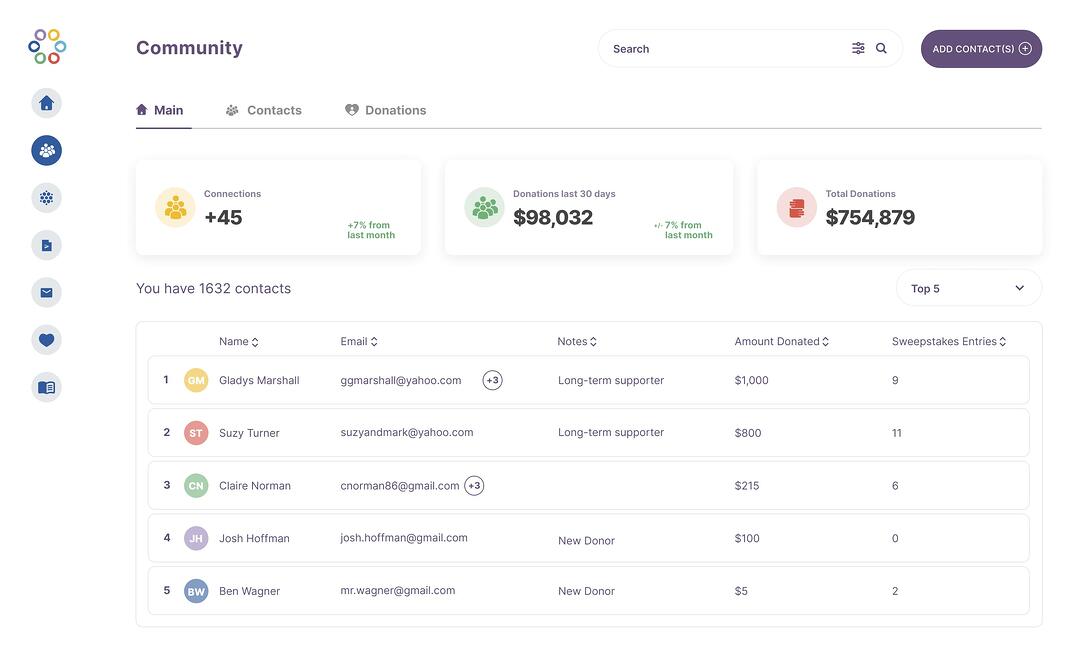 Community
Search
ADD CONTACT(S)
Main
Contacts
Donations
Connections
+45
+7% from
last month
Donations last 30 days
$98,032
+/- 7% from
last month
Total Donations
$754,879
You have 1632 contacts
Top 5
Name Email Notes Amount Donated Sweepstakes Entries
1 GM Gladys Marshall ggmarshall@yahoo.com +3 Long-term supporter $1,000 9
2 ST Suzy Turner suzyandmark@yahoo.com Long-term supporter $800 11
3 CN Claire Norman cnorman86@gmail.com +3 $215 6
4 JH Josh Hoffman josh.hoffman@gmail.com New Donor $100 0
5 BW Ben Wagner mr.wagner@gmail.com New Donor $5 2